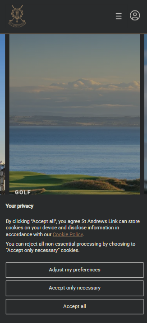 GOLF
Your privacy
By clicking "Accept all", you agree St Andrews Link can store
cookies on your device and disclose information in
accordance with our Cookie Policy.
You can reject all non-essential processing by choosing to
"Accept only necessary" cookies.
Adjust my preferences
Accept only necessary
Accept all